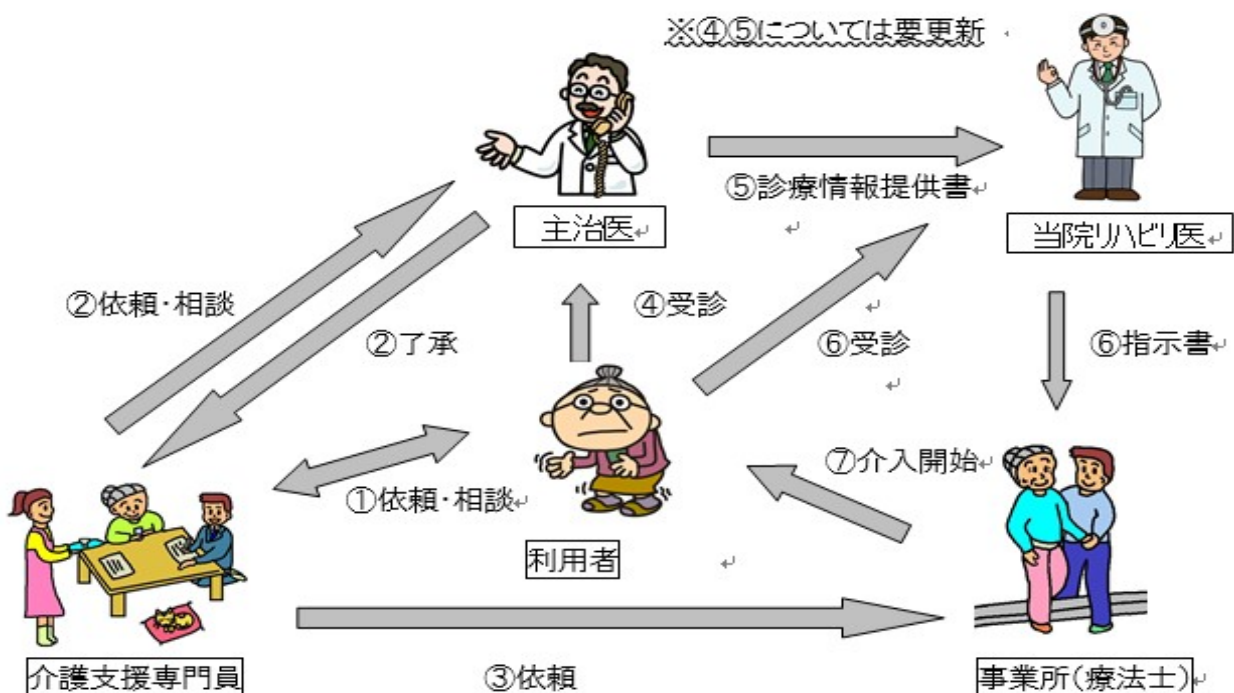 ※④⑤については要更新
⑤診療情報提供書
主治医
当院リハビリ医
②依頼・相談
②了承
④受診
⑥受診
⑥指示書
①依頼・相談
⑦介入開始
利用者
介護支援専門員
③依頼
事業所(療法士)